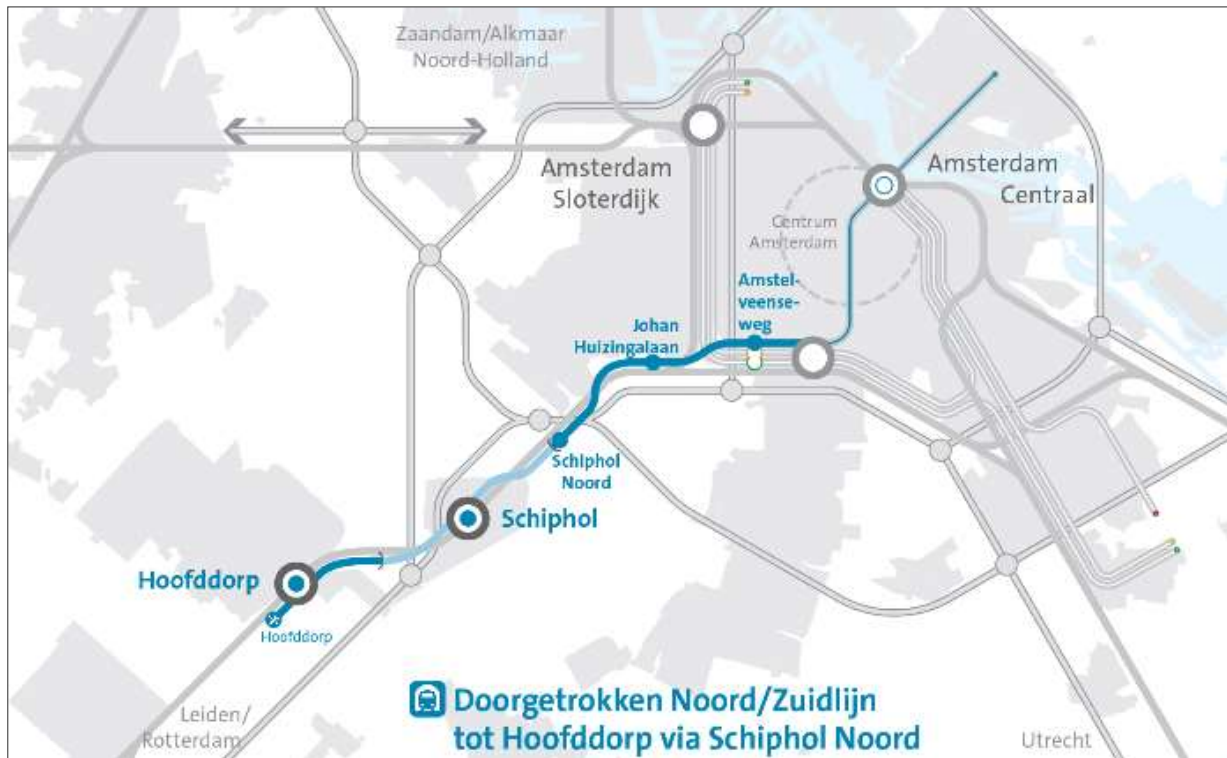 Zaandam/Alkmaar
Noord-Holland
Amsterdam
Sloterdijk
Amsterdam
Centraal
Centrum
Amsterdam
Amstel-
veense-
weg
Johan
Huizingalaan
Schiphol
Noord
Schiphol
Hoofddorp
Hoofddorp
Leiden/
Rotterdam
Doorgetrokken Noord/Zuidlijn
tot Hoofddorp via Schiphol Noord
Utrecht